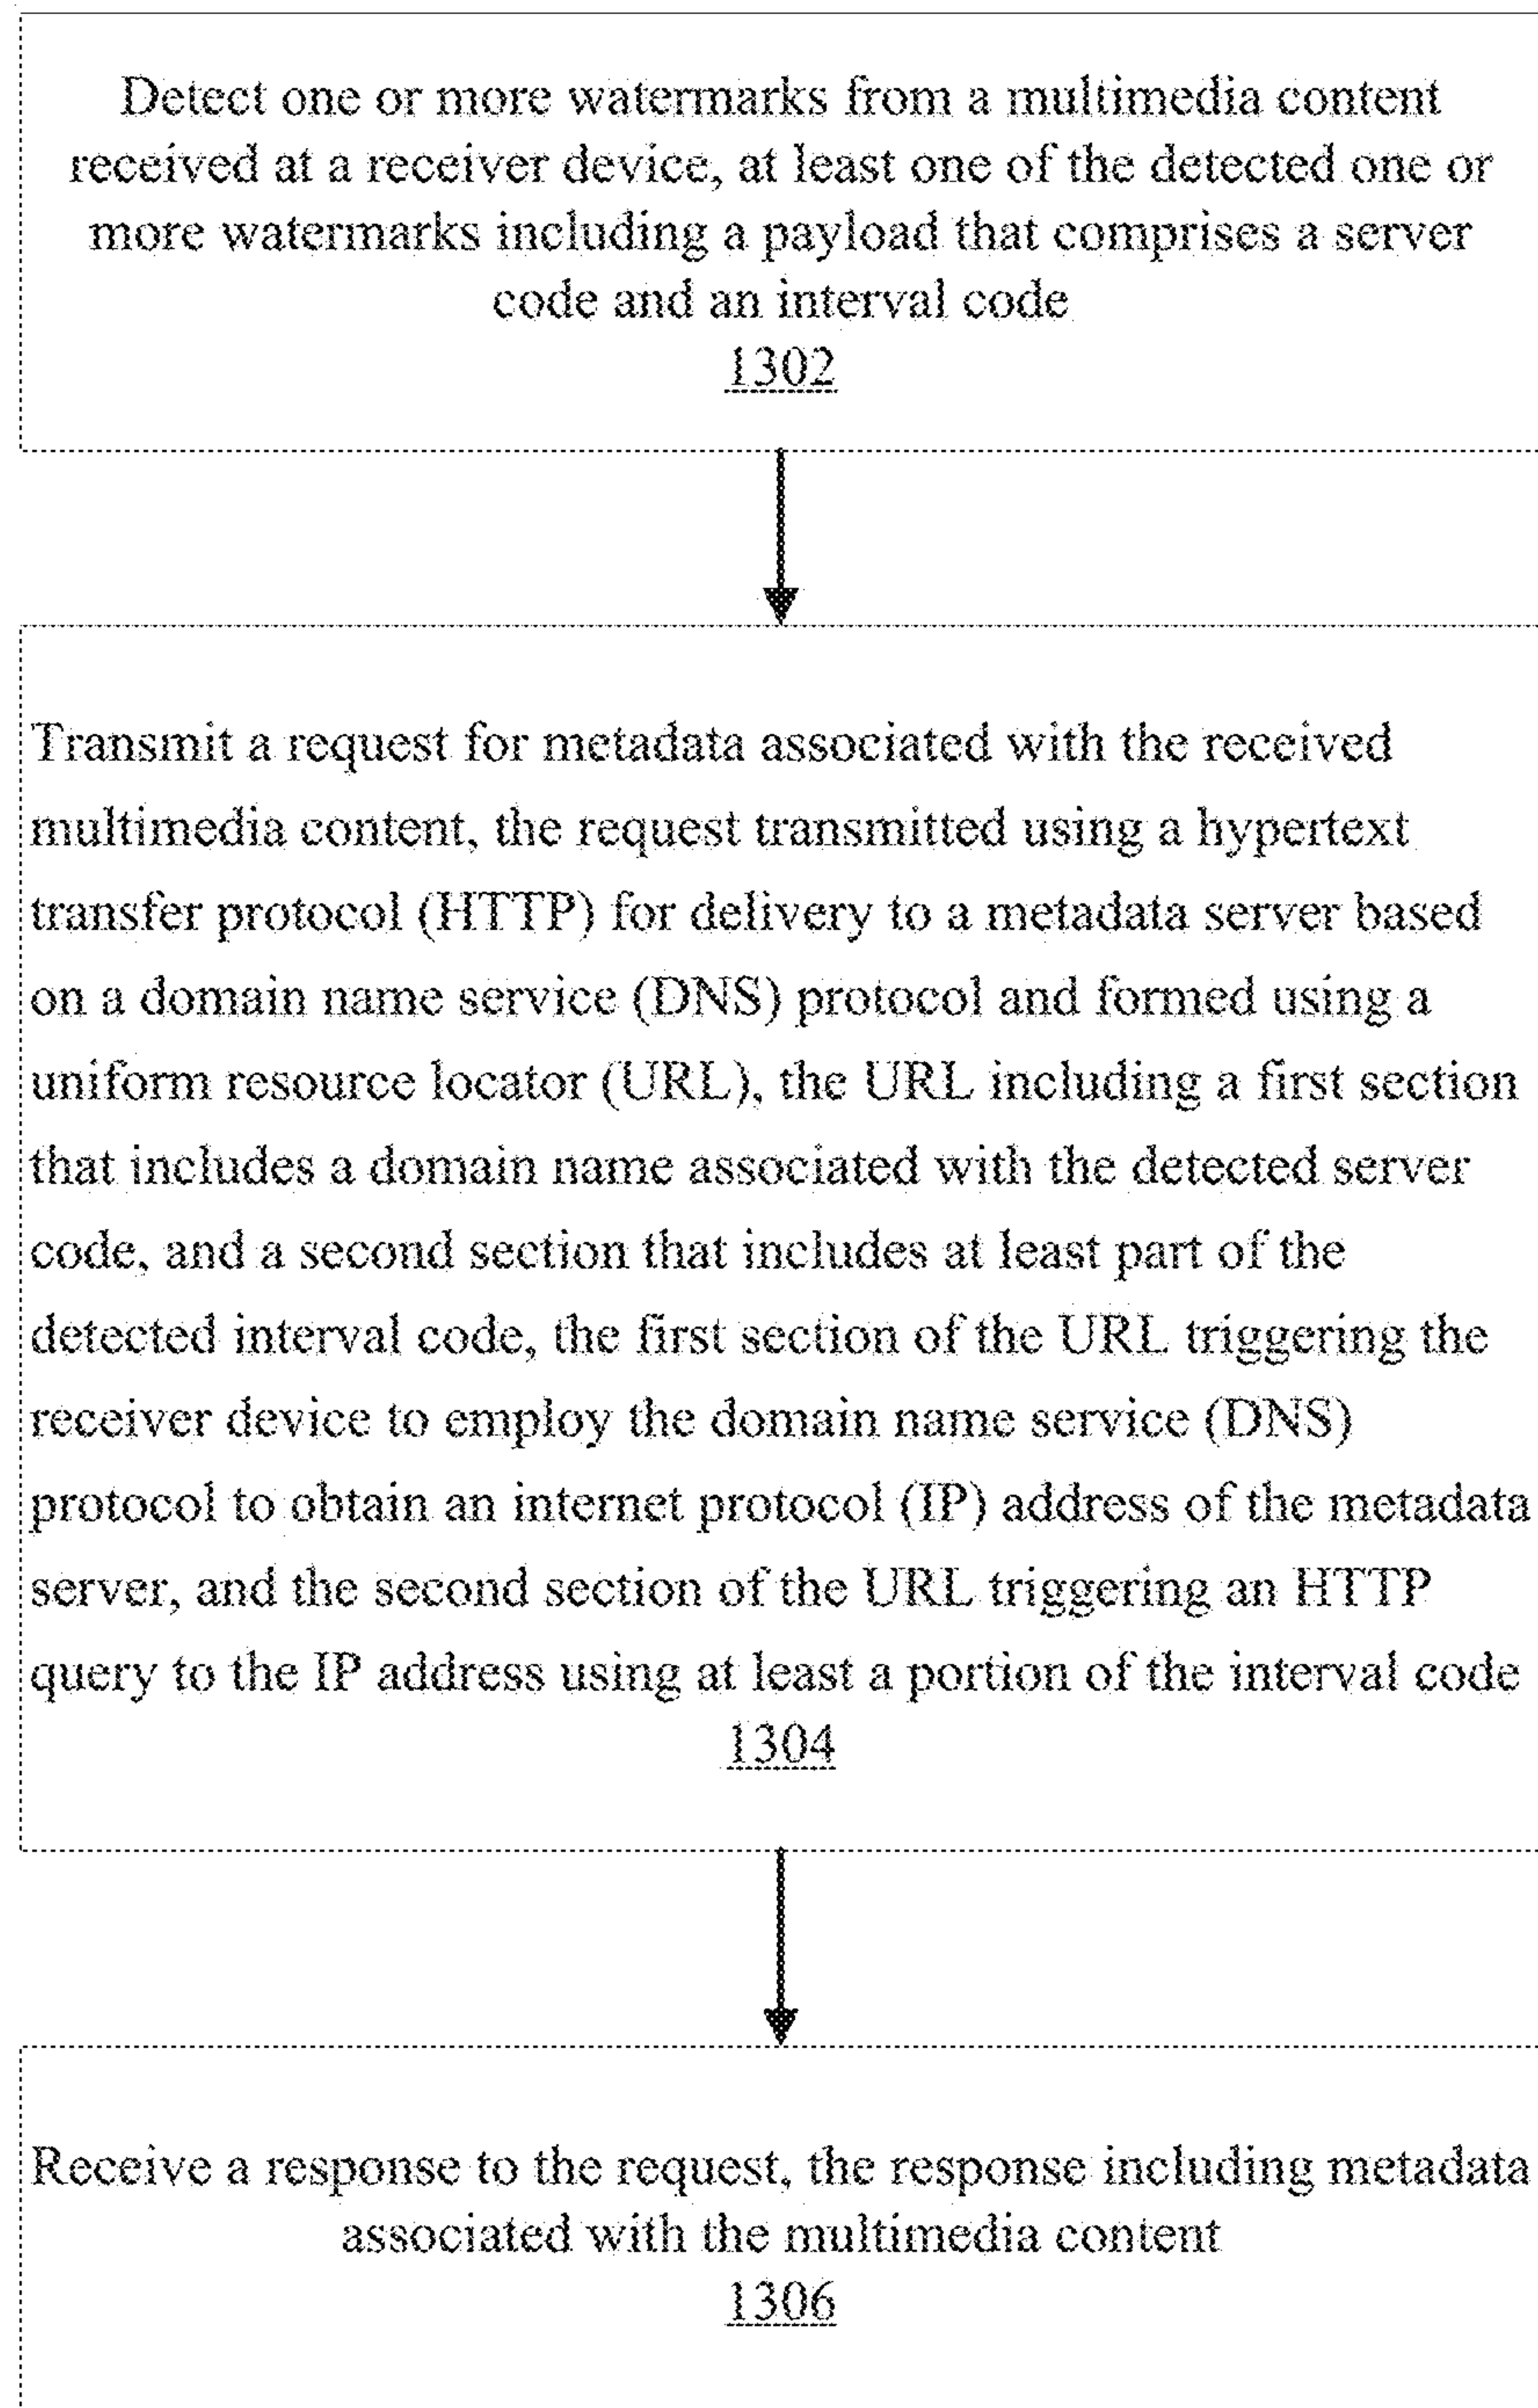 Detect one or more watermarks from a multimedia content
received at a receiver device, at least one of the detected one or
more watermarks including a payload that comprises a server
code and an interval code
1302
Transmit a request for metadata associated with the received
multimedia content, the request transmitted using a hypertext
transfer protocol (HTTP) for delivery to a metadata server based
on a domain name service (DNS) protocol and formed using a
uniform resource locator (URL), the URL including a first section
that includes a domain name associated with the detected server
code, and a second section that includes at least part of the
detected interval code, the first section of the URL triggering the
receiver device to employ the domain name service (DNS)
protocol to obtain an internet protocol (IP) address of the metadata
server, and the second section of the URL triggering an HTTP
query to the IP address using at least a portion of the interval code
1304
Receive a response to the request, the response including metadata
associated with the multimedia content
1306